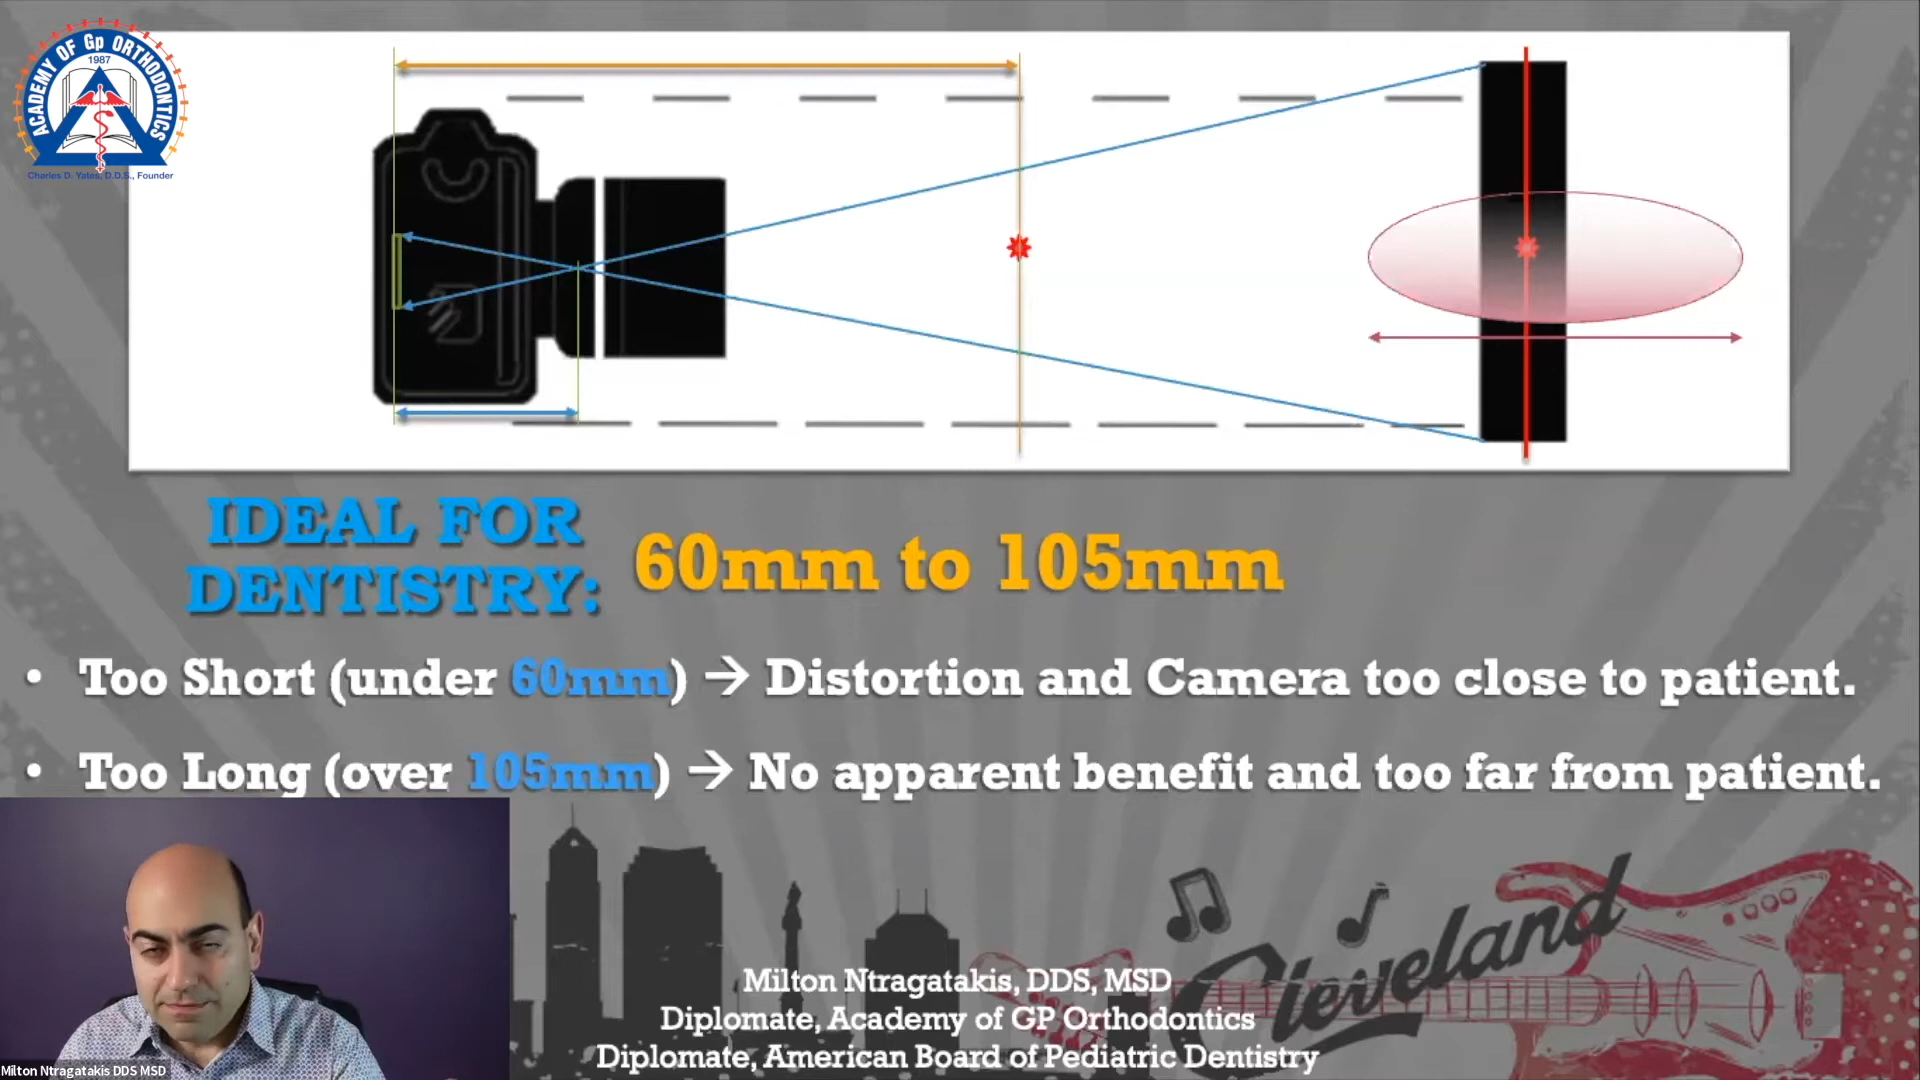 ACADEMY OF Gp ORTHODONTICS
1987
Charles D. Yates, D.D.S., Founder
IDEAL FOR
DENTISTRY:
60mm to 105mm
• Too Short (under 60mm) → Distortion and Camera too close to patient.
• Too Long (over 105mm) → No apparent benefit and too far from patient.
Cleveland
Milton Ntragatakis, DDS, MSD
Diplomate, Academy of GP Orthodontics
Diplomate, American Board of Pediatric Dentistry
Milton Ntragatakis DDS MSD